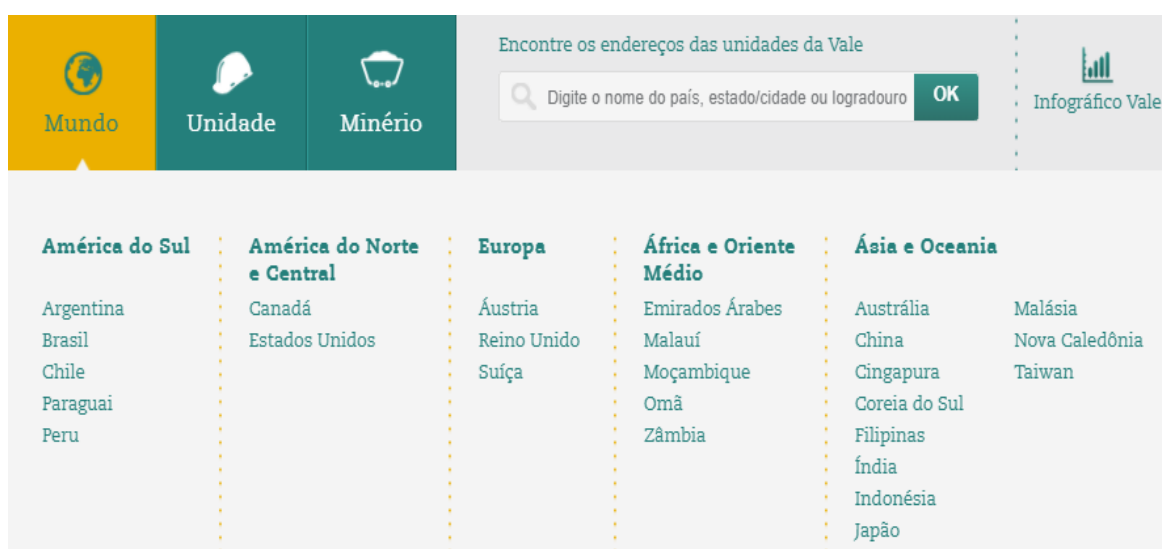 Mundo
Unidade
Minério
Encontre os endereços das unidades da Vale
Digite o nome do país, estado/cidade ou logradouro
OK
Infográfico Vale
América do Sul
Argentina
Brasil
Chile
Paraguai
Peru
América do Norte
e Central
Canadá
Estados Unidos
Europa
Áustria
Reino Unido
Suíça
África e Oriente
Médio
Emirados Árabes
Malauí
Moçambique
Omã
Zâmbia
Ásia e Oceania
Austrália
China
Cingapura
Coreia do Sul
Filipinas
Índia
Indonésia
Japão
Malásia
Nova Caledônia
Taiwan